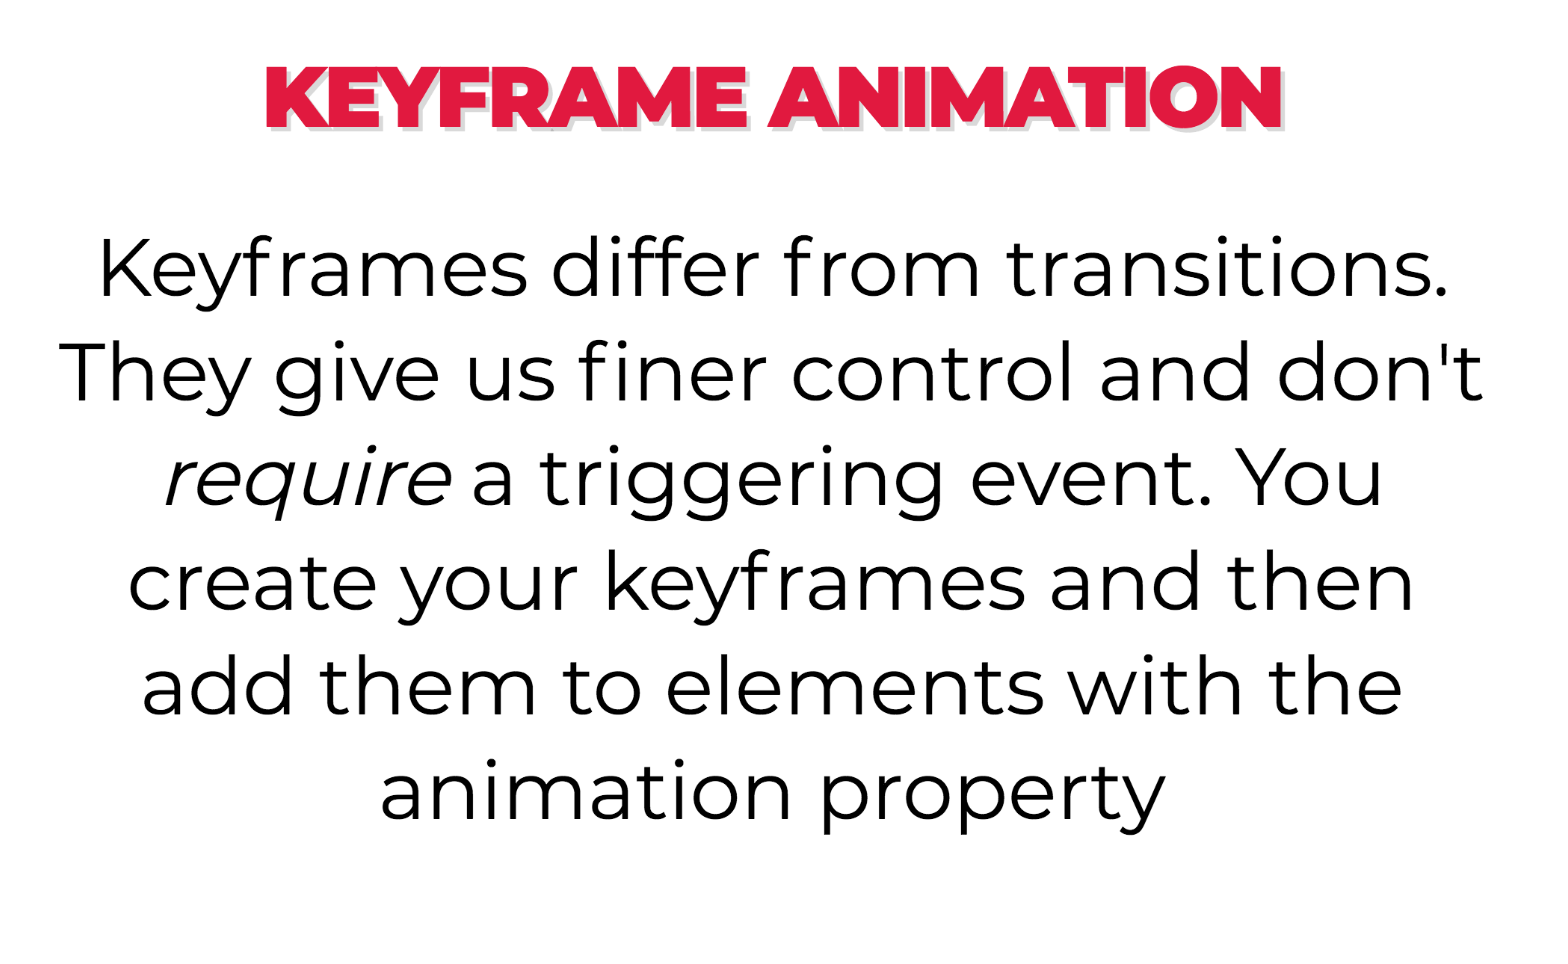 KEYFRAME ANIMATION
Keyframes differ from transitions.
They give us finer control and don't
require a triggering event. You
create your keyframes and then
add them to elements with the
animation property